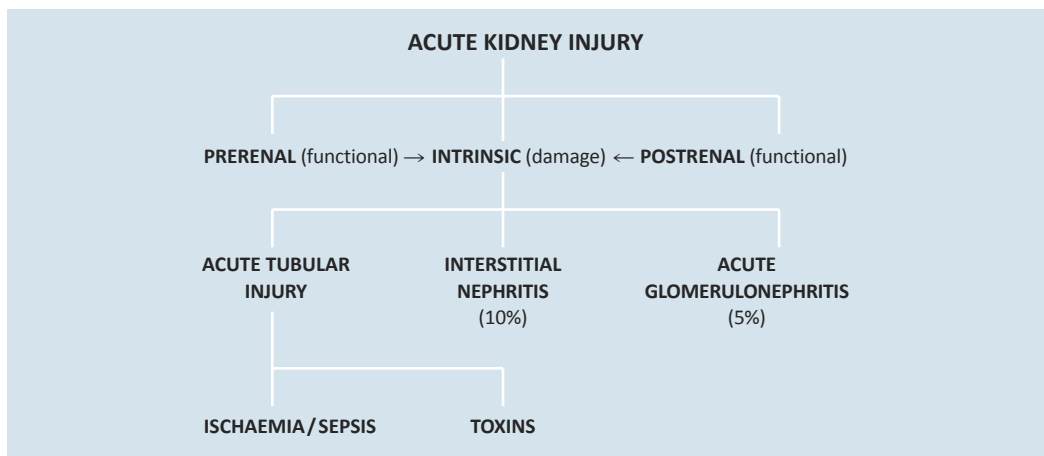 ACUTE KIDNEY INJURY
PRERENAL (functional) → INTRINSIC (damage) ← POSTRENAL (functional)
ACUTE TUBULAR
INJURY
INTERSTITIAL
NEPHRITIS
(10%)
ACUTE
GLOMERULONEPHRITIS
(5%)
ISCHAEMIA/SEPSIS
TOXINS